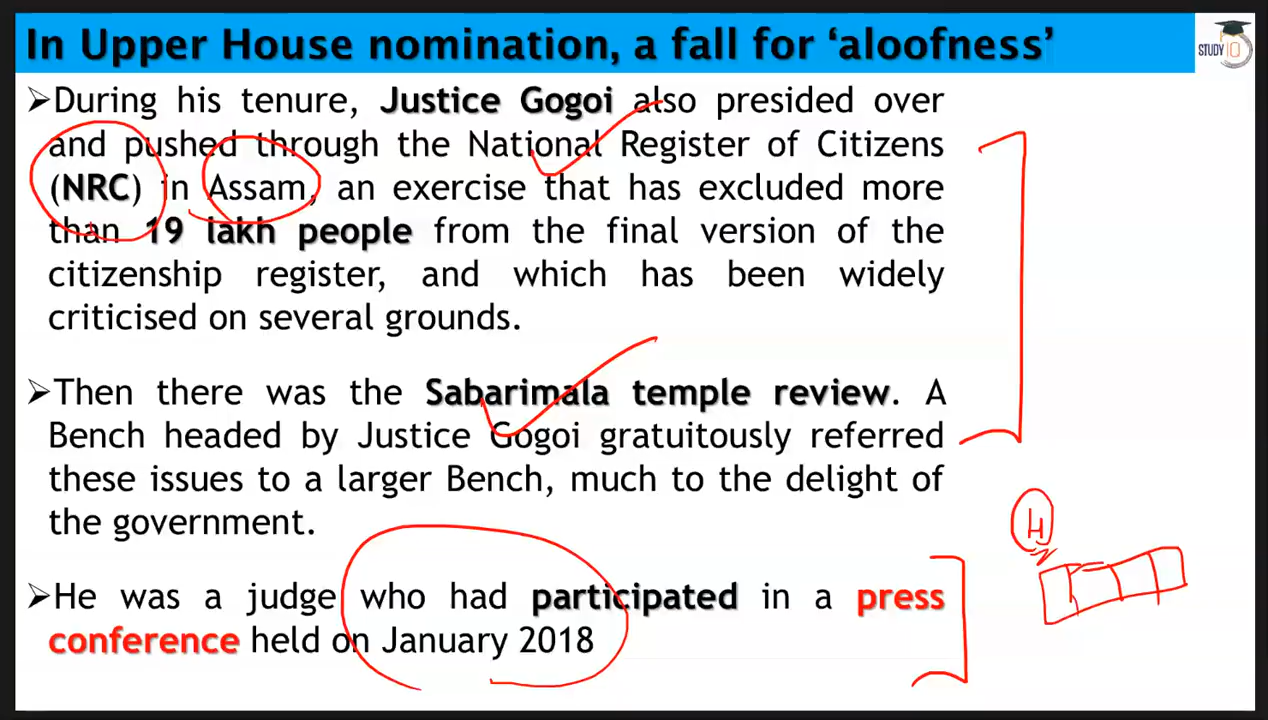 In Upper House nomination, a fall for ‘aloofness’
STUDY IQ
➢During his tenure, Justice Gogoi also presided over
and pushed through the National Register of Citizens
(NRC) in Assam, an exercise that has excluded more
than 19 lakh people from the final version of the
citizenship register, and which has been widely
criticised on several grounds.
➢Then there was the Sabarimala temple review. A
Bench headed by Justice Gogoi gratuitously referred
these issues to a larger Bench, much to the delight of
the government.
➢He was a judge who had participated in a press
conference held on January 2018